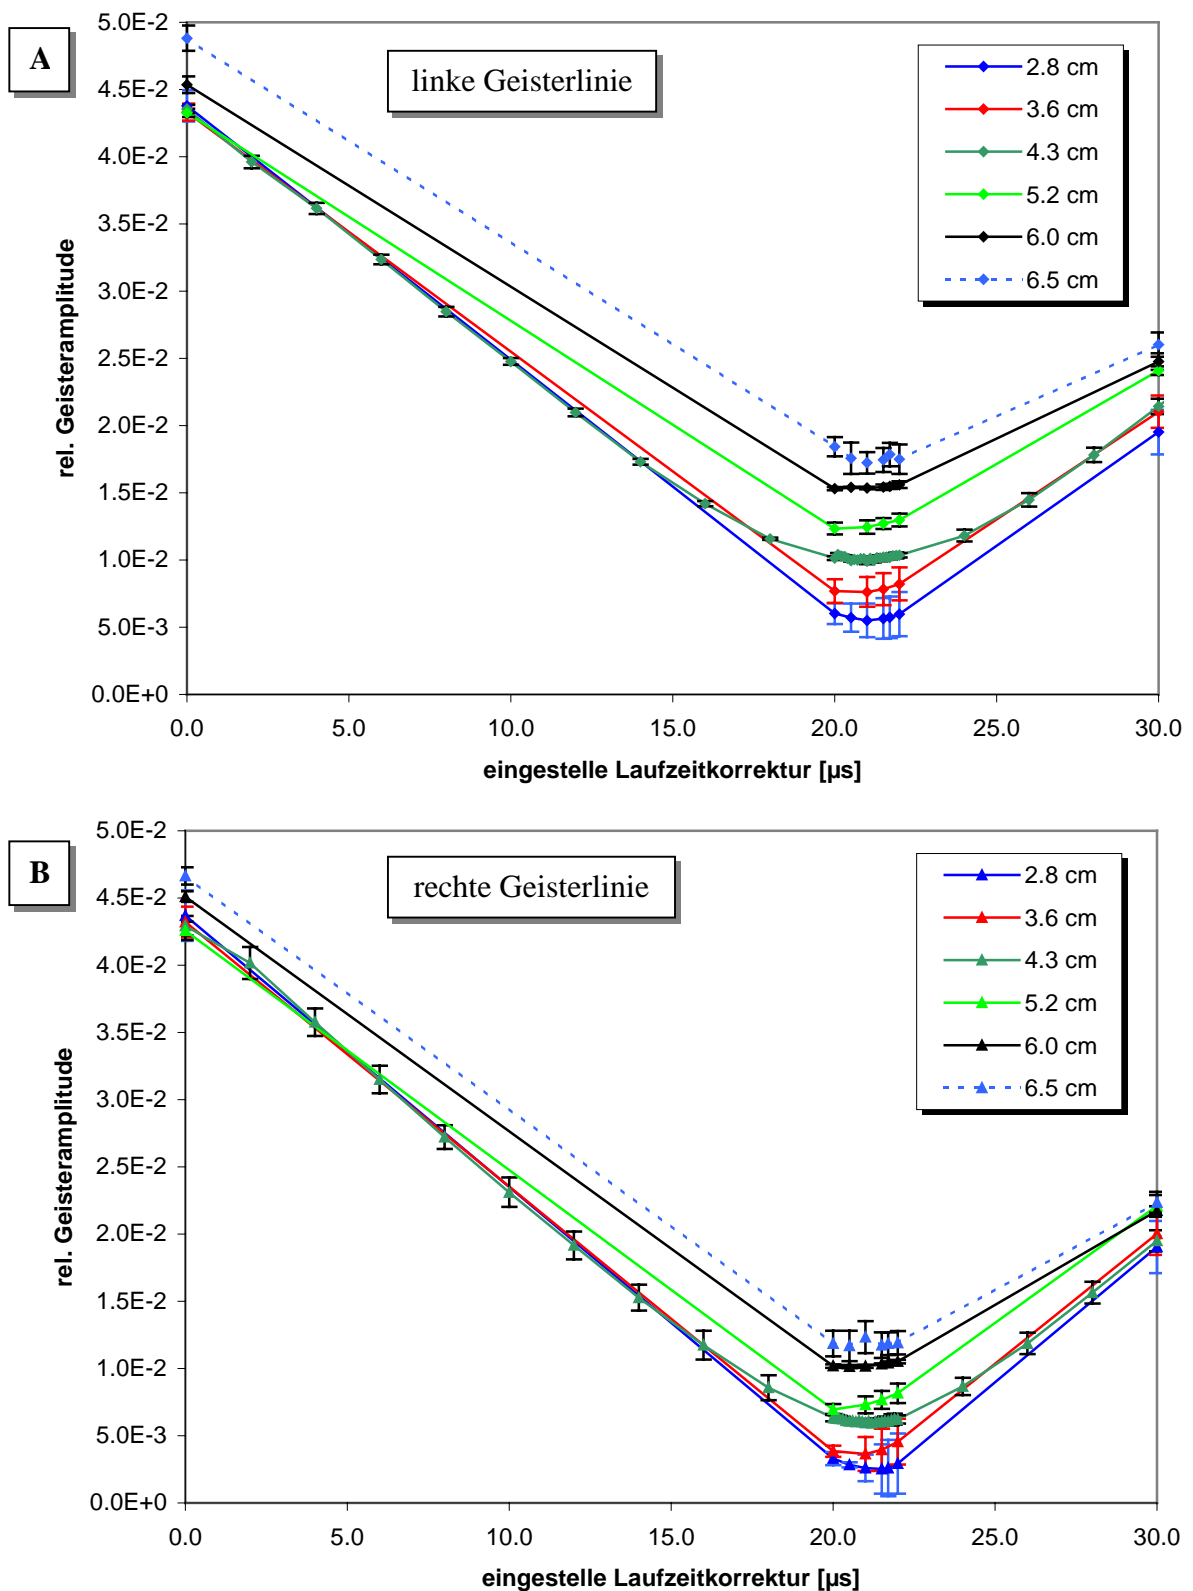 A
linke Geisterlinie
2.8 cm
3.6 cm
4.3 cm
5.2 cm
6.0 cm
6.5 cm
rel. Geisteramplitude
5.0E-2
4.5E-2
4.0E-2
3.5E-2
3.0E-2
2.5E-2
2.0E-2
1.5E-2
1.0E-2
5.0E-3
0.0E+0
0.0 5.0 10.0 15.0 20.0 25.0 30.0
eingestelle Laufzeitkorrektur [µs]
B
rechte Geisterlinie
2.8 cm
3.6 cm
4.3 cm
5.2 cm
6.0 cm
6.5 cm
rel. Geisteramplitude
5.0E-2
4.5E-2
4.0E-2
3.5E-2
3.0E-2
2.5E-2
2.0E-2
1.5E-2
1.0E-2
5.0E-3
0.0E+0
0.0 5.0 10.0 15.0 20.0 25.0 30.0
eingestelle Laufzeitkorrektur [µs]